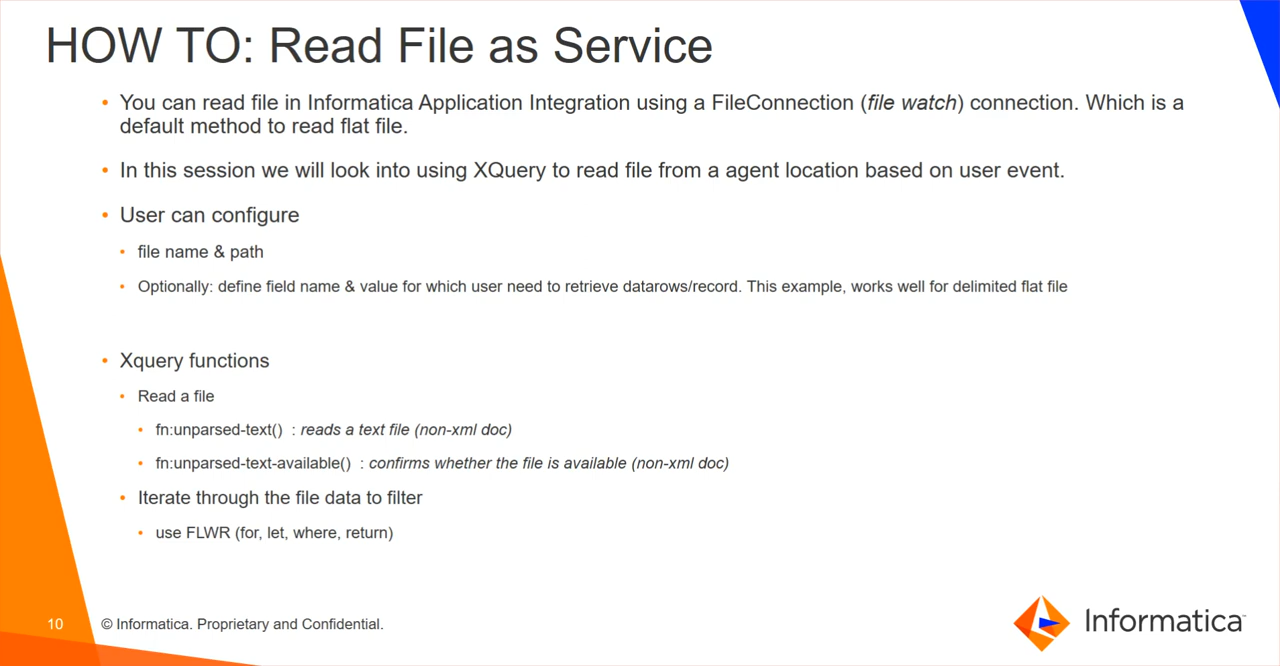 HOW TO: Read File as Service
• You can read file in Informatica Application Integration using a FileConnection (file watch) connection. Which is a
default method to read flat file.
• In this session we will look into using XQuery to read file from a agent location based on user event.
• User can configure
• file name & path
• Optionally: define field name & value for which user need to retrieve datarows/record. This example, works well for delimited flat file
• Xquery functions
• Read a file
• fn:unparsed-text() : reads a text file (non-xml doc)
• fn:unparsed-text-available() : confirms whether the file is available (non-xml doc)
• Iterate through the file data to filter
• use FLWR (for, let, where, return)
10 © Informatica. Proprietary and Confidential.
Informatica